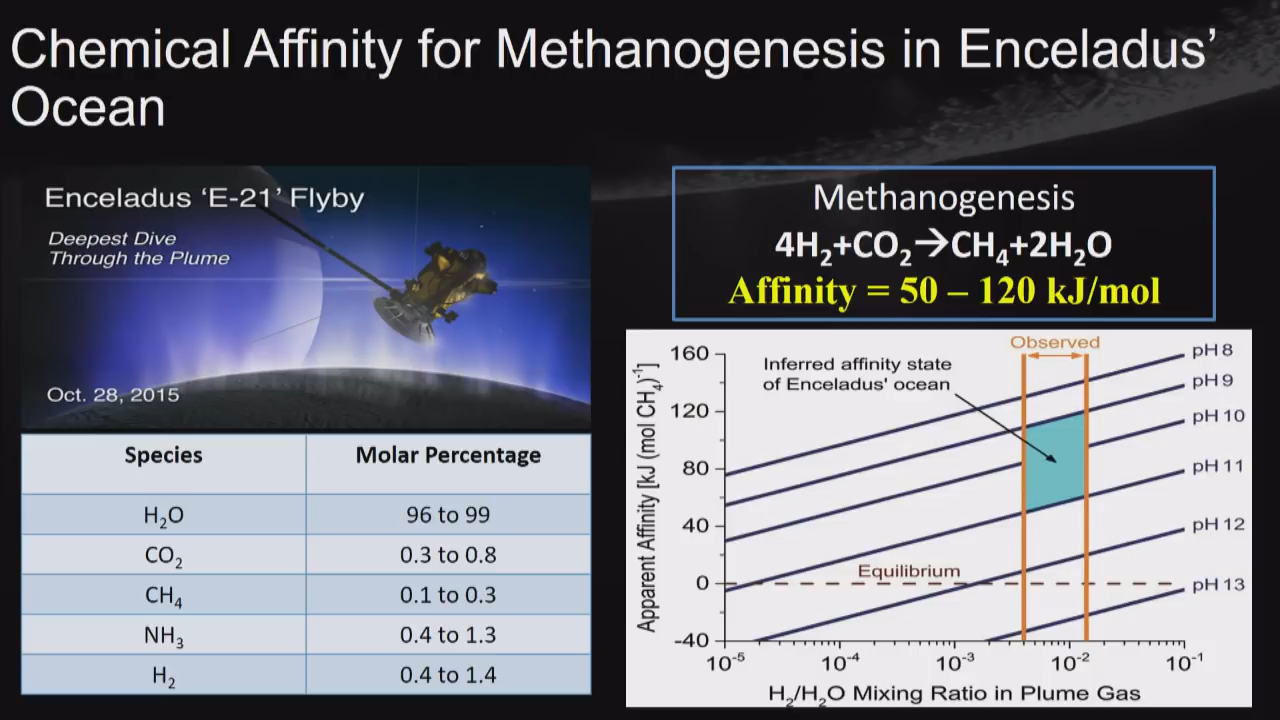 Chemical Affinity for Methanogenesis in Enceladus’
Ocean
Enceladus ‘E-21’ Flyby
Deepest Dive
Through the Plume
Oct. 28, 2015
Species Molar Percentage
H₂O 96 to 99
CO₂ 0.3 to 0.8
CH₄ 0.1 to 0.3
NH₃ 0.4 to 1.3
H₂ 0.4 to 1.4
Methanogenesis
4H₂+CO₂→CH₄+2H₂O
Affinity = 50 – 120 kJ/mol
Observed
Inferred affinity state
of Enceladus' ocean
Equilibrium
pH 8
pH 9
pH 10
pH 11
pH 12
pH 13
Apparent Affinity [kJ (mol CH₄)⁻¹]
160
120
80
40
0
-40
10⁻⁵ 10⁻⁴ 10⁻³ 10⁻² 10⁻¹
H₂/H₂O Mixing Ratio in Plume Gas